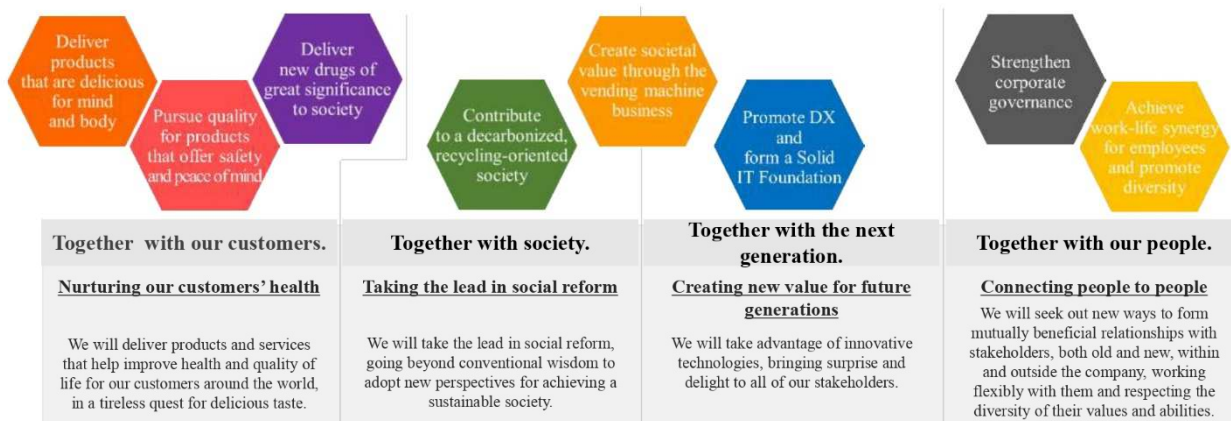 Deliver
products
that are delicious
for mind
and body
Pursue quality
for products
that offer safety
and peace of mind
Deliver
new drugs of
great significance
to society
Contribute
to a decarbonized,
recycling-oriented
society
Create societal
value through the
vending machine
business
Promote DX
and
form a Solid
IT Foundation
Strengthen
corporate
governance
Achieve
work-life synergy
for employees
and promote
diversity
Together with our customers.
Nurturing our customers’ health
We will deliver products and services
that help improve health and quality of
life for our customers around the world,
in a tireless quest for delicious taste.
Together with society.
Taking the lead in social reform
We will take the lead in social reform,
going beyond conventional wisdom to
adopt new perspectives for achieving a
sustainable society.
Together with the next
generation.
Creating new value for future
generations
We will take advantage of innovative
technologies, bringing surprise and
delight to all of our stakeholders.
Together with our people.
Connecting people to people
We will seek out new ways to form
mutually beneficial relationships with
stakeholders, both old and new, within
and outside the company, working
flexibly with them and respecting the
diversity of their values and abilities.